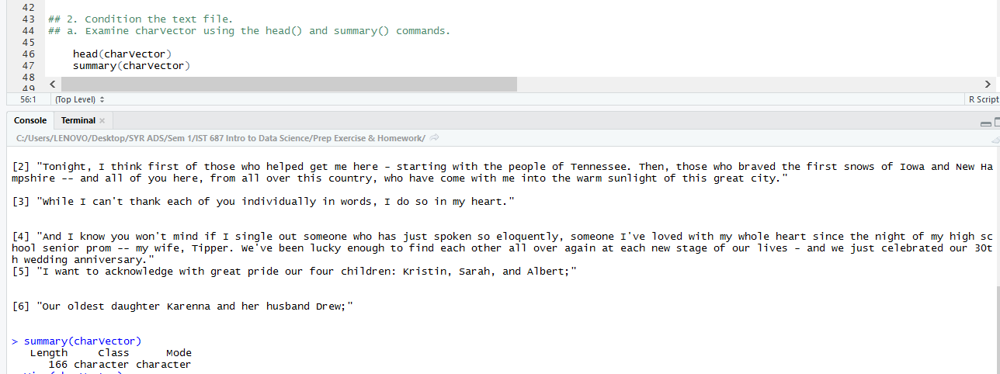 42
43 ## 2. Condition the text file.
44 ## a. Examine charVector using the head() and summary() commands.
45
46 head(charVector)
47 summary(charVector)
48
49
56:1 (Top Level) R Script
Console Terminal
C:/Users/LENOVO/Desktop/SYR ADS/Sem 1/IST 687 Intro to Data Science/Prep Exercise & Homework/
[2] "Tonight, I think first of those who helped get me here - starting with the people of Tennessee. Then, those who braved the first snows of Iowa and New Ha
mpshire -- and all of you here, from all over this country, who have come with me into the warm sunlight of this great city."
[3] "While I can't thank each of you individually in words, I do so in my heart."
[4] "And I know you won't mind if I single out someone who has just spoken so eloquently, someone I've loved with my whole heart since the night of my high sc
hool senior prom -- my wife, Tipper. We've been lucky enough to find each other all over again at each new stage of our lives - and we just celebrated our 30t
h wedding anniversary."
[5] "I want to acknowledge with great pride our four children: Kristin, Sarah, and Albert;"
[6] "Our oldest daughter Karenna and her husband Drew;"
> summary(charVector)
Length Class Mode
166 character character